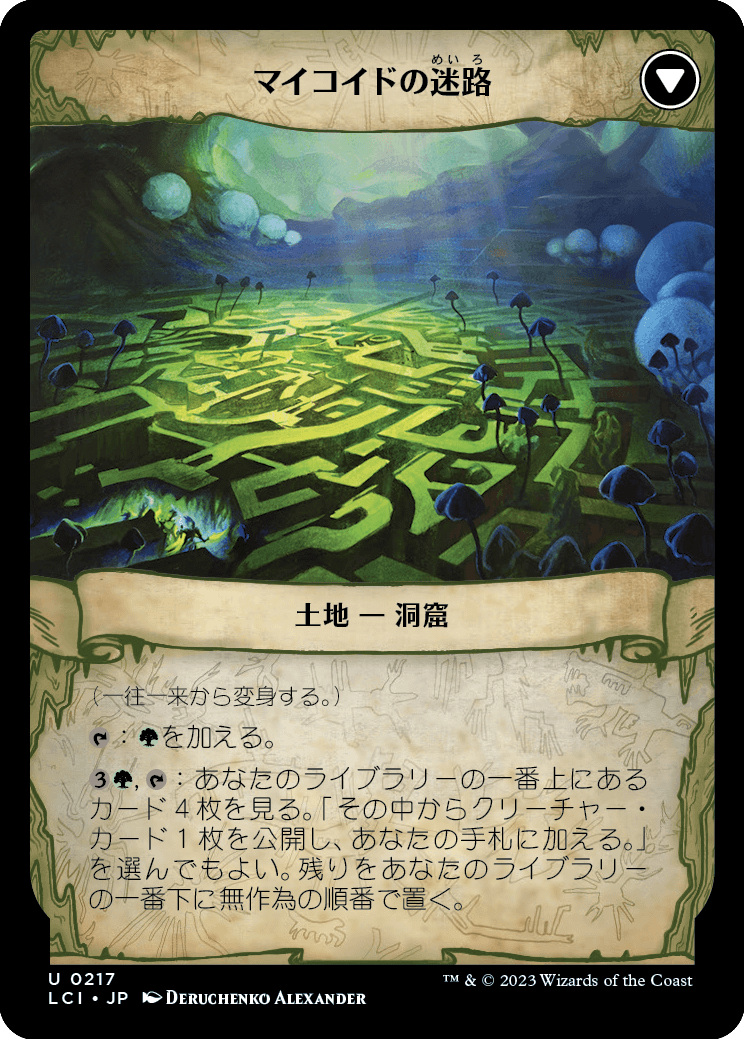 マイコイドの迷路
めいろ
土地 — 洞窟
（一往一来から変身する。）
：を加える。
3, ：あなたのライブラリーの一番上にある
カード４枚を見る。「その中からクリーチャー・
カード１枚を公開し、あなたの手札に加える。」
を選んでもよい。残りをあなたのライブラリー
の一番下に無作為の順番で置く。
U 0217
LCI • JP DERUCHENKO ALEXANDER
™ & © 2023 Wizards of the Coast